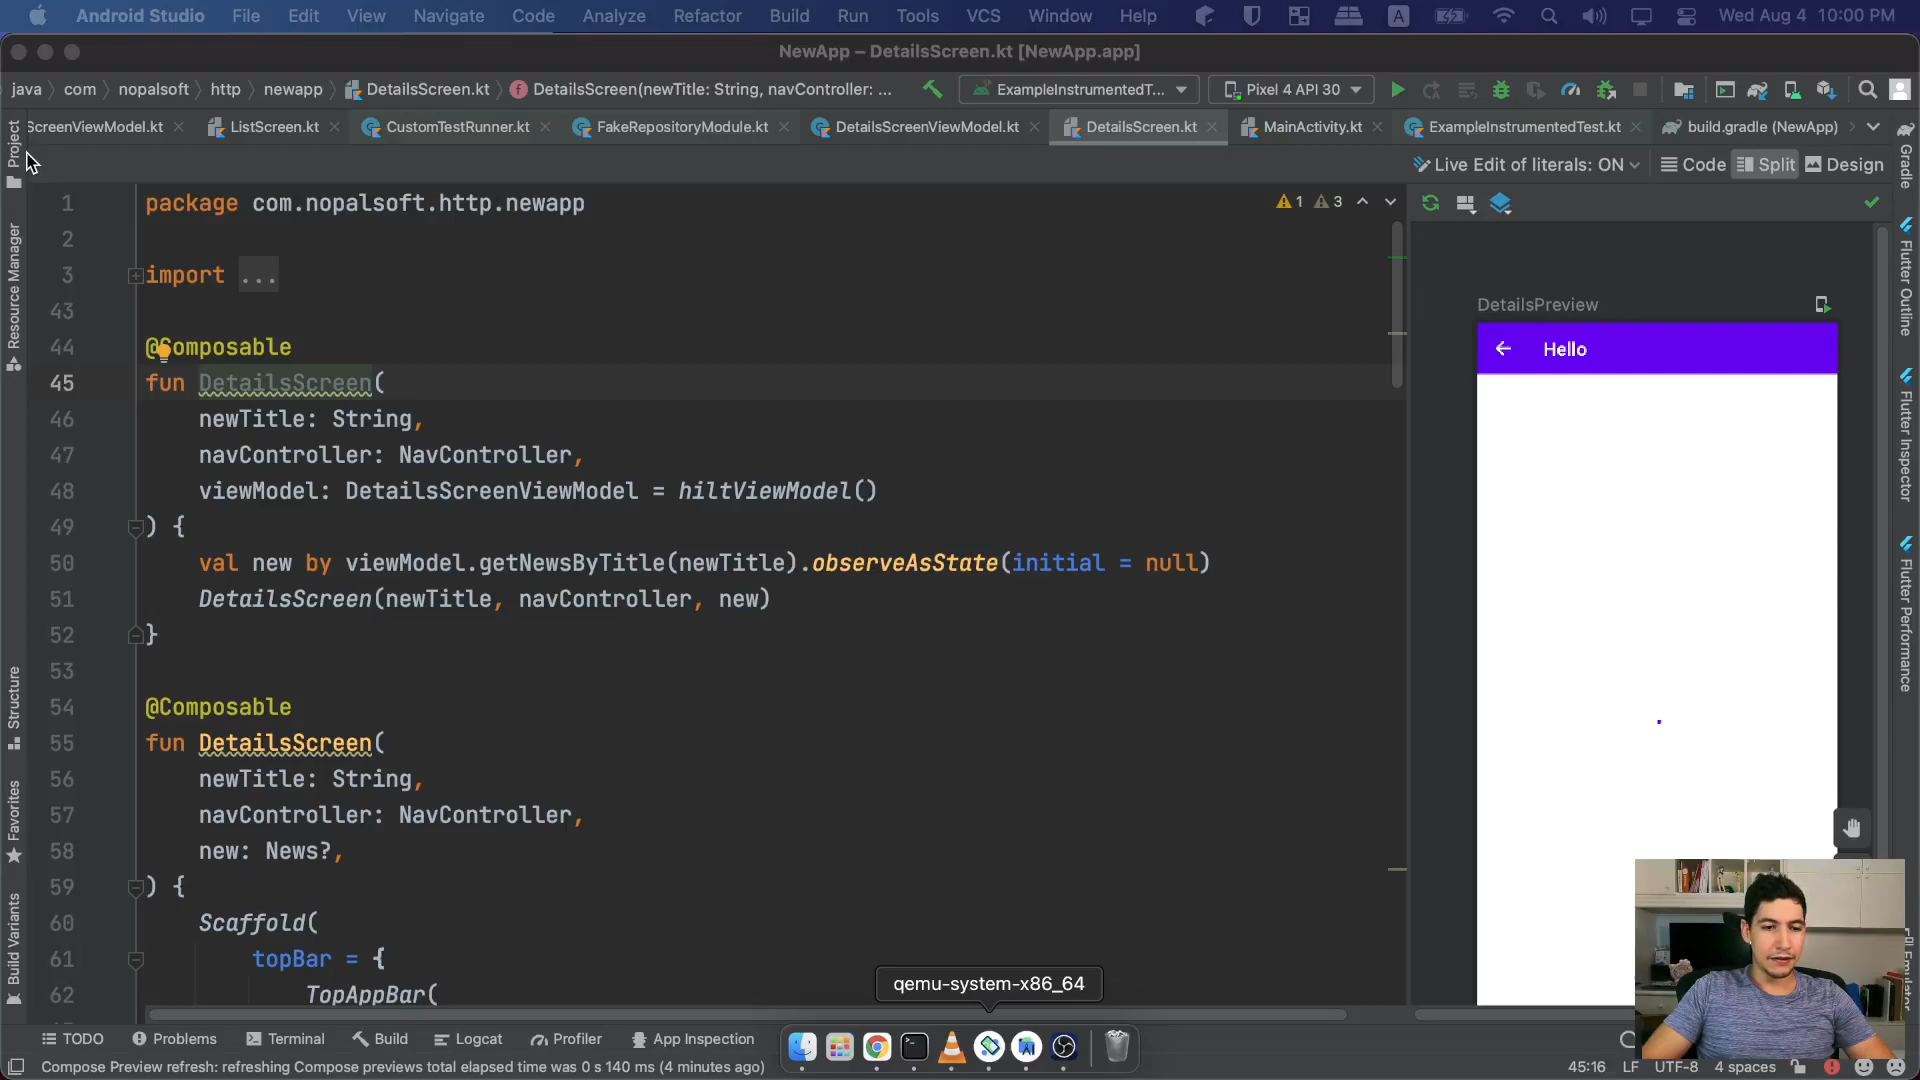 Android Studio File Edit View Navigate Code Analyze Refactor Build Run Tools VCS Window Help A Wed Aug 4 10:00 PM
NewApp – DetailsScreen.kt [NewApp.app]
java com nopalsoft http newapp DetailsScreen.kt f DetailsScreen(newTitle: String, navController: ... ExampleInstrumentedT... Pixel 4 API 30
ScreenViewModel.kt ListScreen.kt CustomTestRunner.kt FakeRepositoryModule.kt DetailsScreenViewModel.kt DetailsScreen.kt MainActivity.kt ExampleInstrumentedTest.kt build.gradle (NewApp)
Live Edit of literals: ON Code Split Design
1 package com.nopalsoft.http.newapp
1 3
2
3 import ...
43
44 @Composable
45 fun DetailsScreen(
46 newTitle: String,
47 navController: NavController,
48 viewModel: DetailsScreenViewModel = hiltViewModel()
49 ) {
50 val new by viewModel.getNewsByTitle(newTitle).observeAsState(initial = null)
51 DetailsScreen(newTitle, navController, new)
52 }
53
54 @Composable
55 fun DetailsScreen(
56 newTitle: String,
57 navController: NavController,
58 new: News?,
59 ) {
60 Scaffold(
61 topBar = {
62 TopAppBar(
qemu-system-x86_64
DetailsPreview
Hello
Project
Resource Manager
Structure
Favorites
Build Variants
Gradle
Flutter Outline
Flutter Inspector
Flutter Performance
Emulator
TODO Problems Terminal Build Logcat Profiler App Inspection
Compose Preview refresh: refreshing Compose previews total elapsed time was 0 s 140 ms (4 minutes ago) 45:16 LF UTF-8 4 spaces